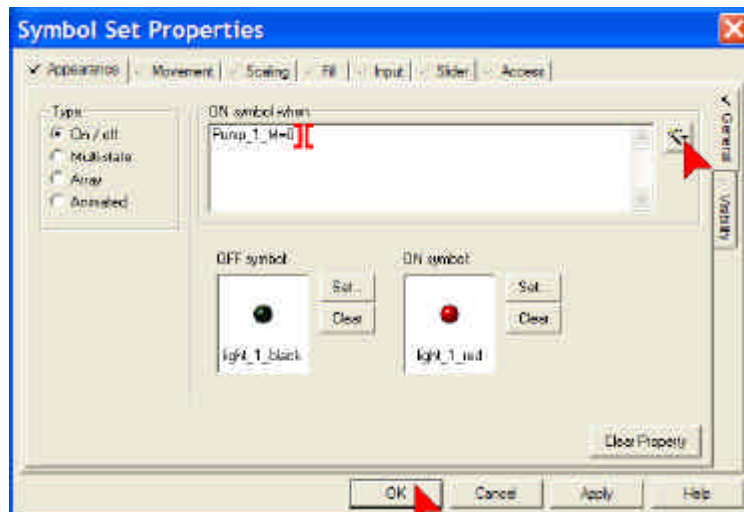 Symbol Set Properties
Appearance Movement Scaling Fill Input Slider Access
Type
On / off
Multistate
Array
Animated
ON symbol when
Pump_1_M=0
General
Visibility
OFF symbol
ON symbol
Set...
Clear
Set...
Clear
light_1_black
light_1_red
Clear Property
OK Cancel Apply Help